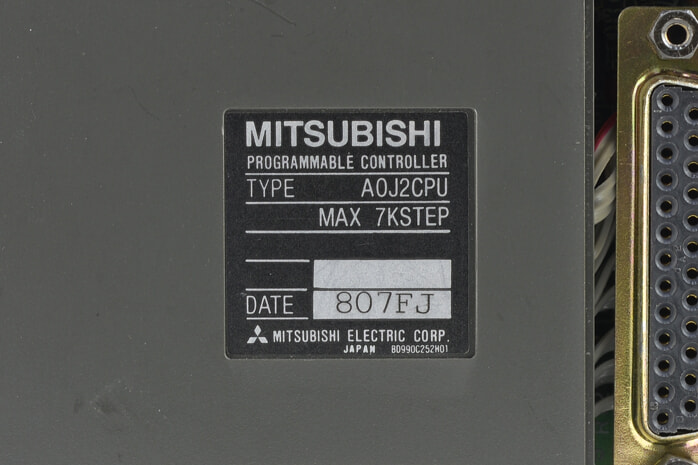 MITSUBISHI
PROGRAMMABLE CONTROLLER
TYPE A0J2CPU
MAX 7KSTEP
DATE 807FJ
MITSUBISHI ELECTRIC CORP.
JAPAN BD990C252H01